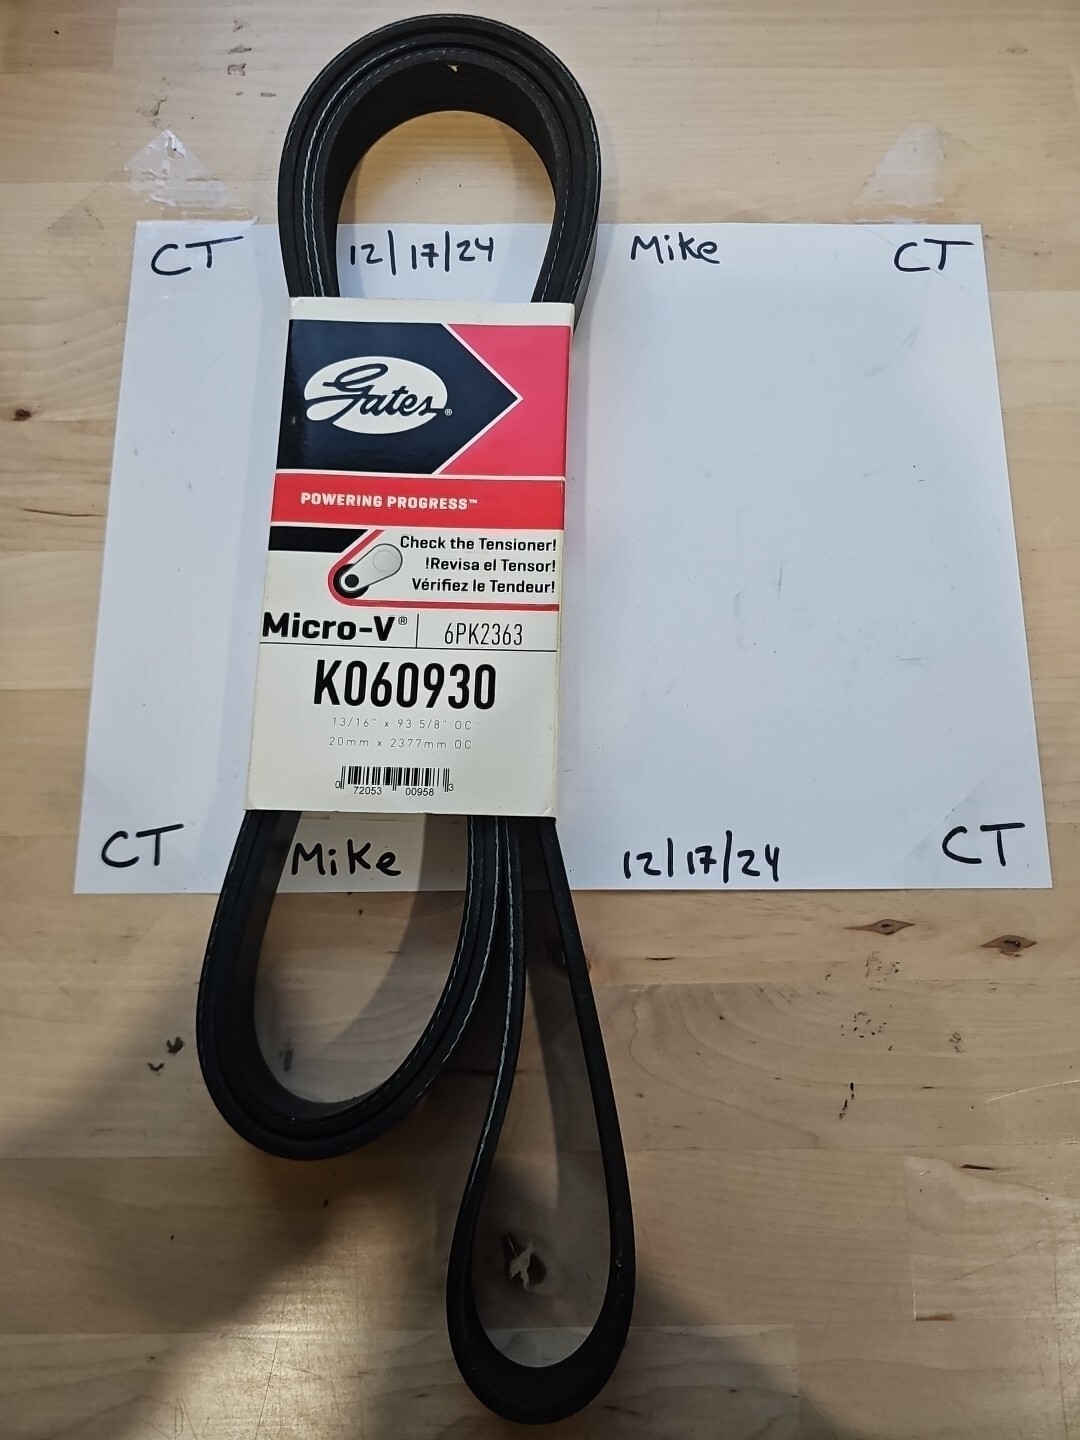 CT 12/17/24 Mike CT
Gates®
POWERING PROGRESS™
Check the Tensioner!
!Revisa el Tensor!
Vérifiez le Tendeur!
Micro-V® 6PK2363
K060930
13/16" x 93 5/8" OC
20mm x 2377mm OC
0 72053 00958 3
CT Mike 12/17/24 CT